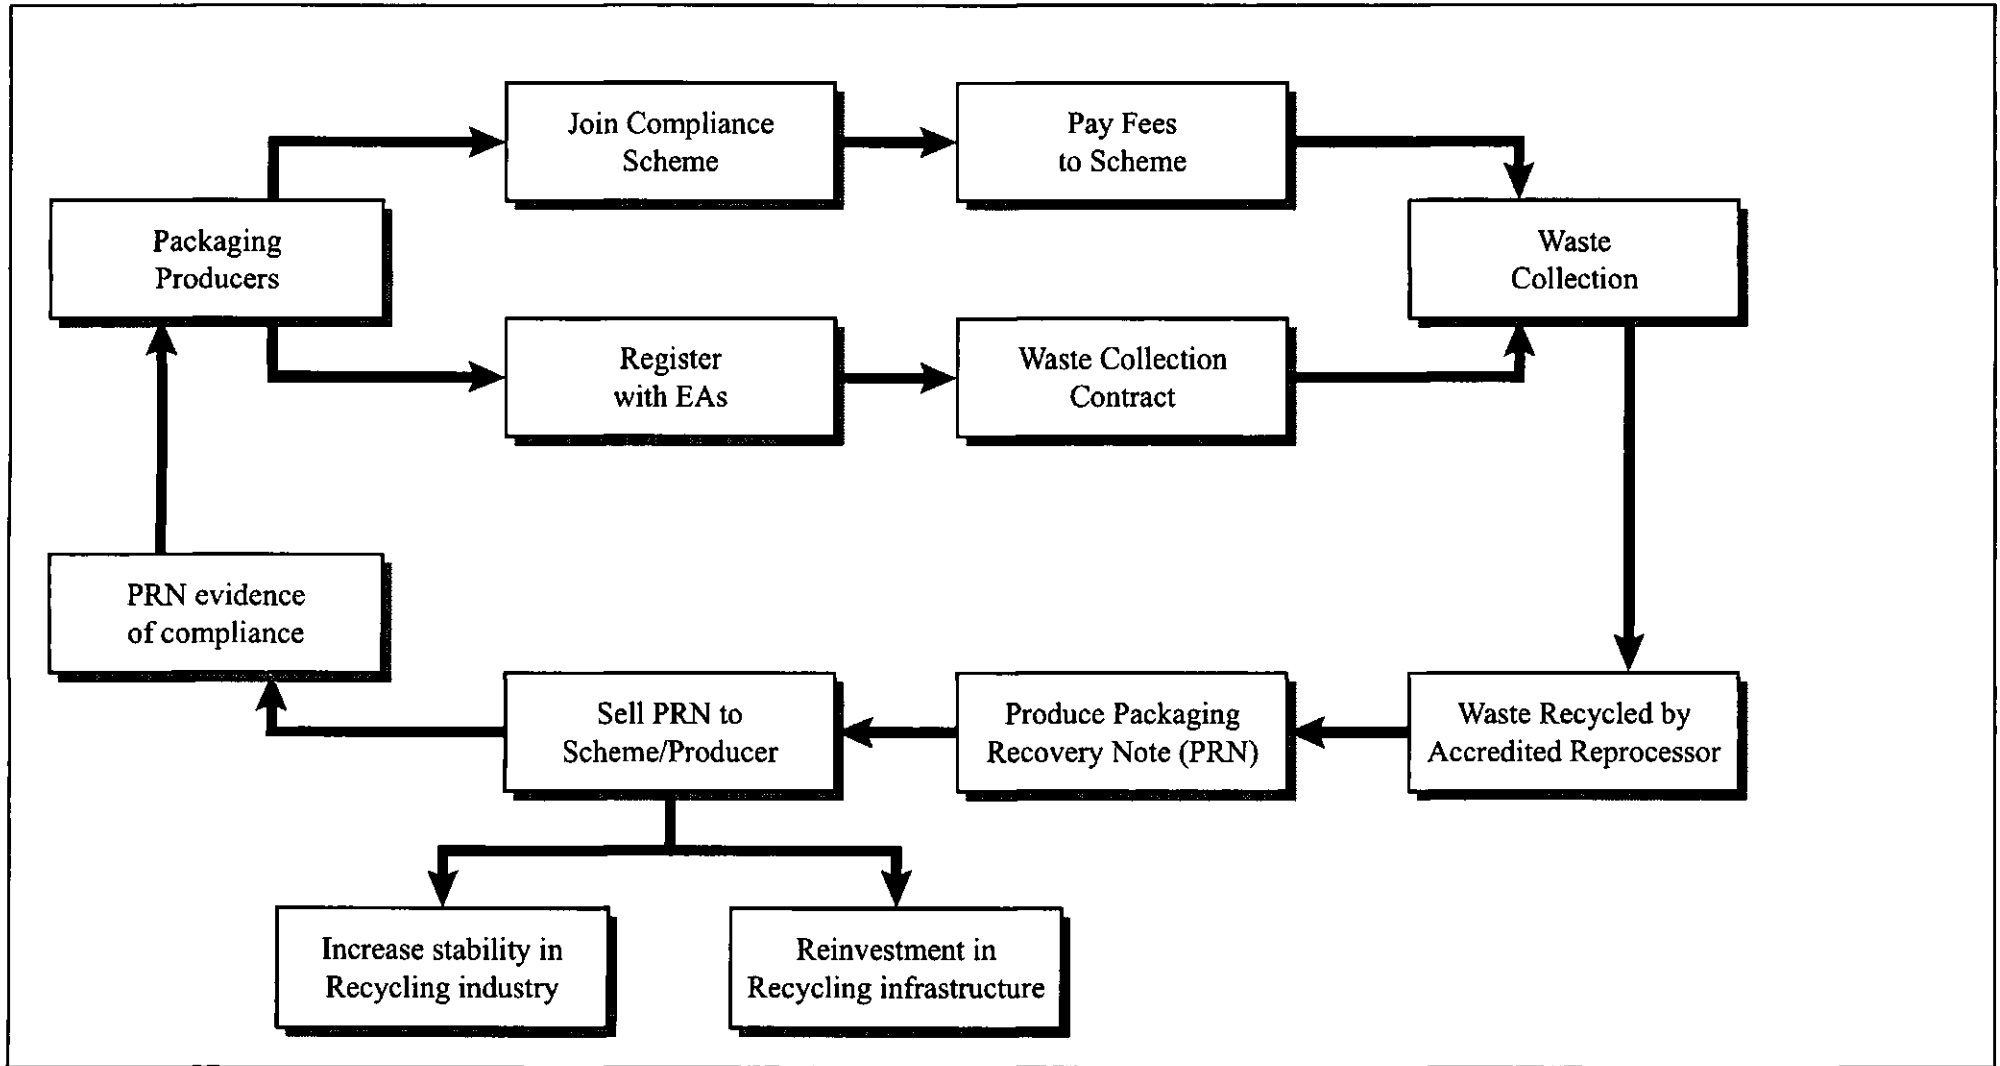 Join Compliance
Scheme
Pay Fees
to Scheme
Packaging
Producers
Waste
Collection
Register
with EAs
Waste Collection
Contract
PRN evidence
of compliance
Sell PRN to
Scheme/Producer
Produce Packaging
Recovery Note (PRN)
Waste Recycled by
Accredited Reprocessor
Increase stability in
Recycling industry
Reinvestment in
Recycling infrastructure